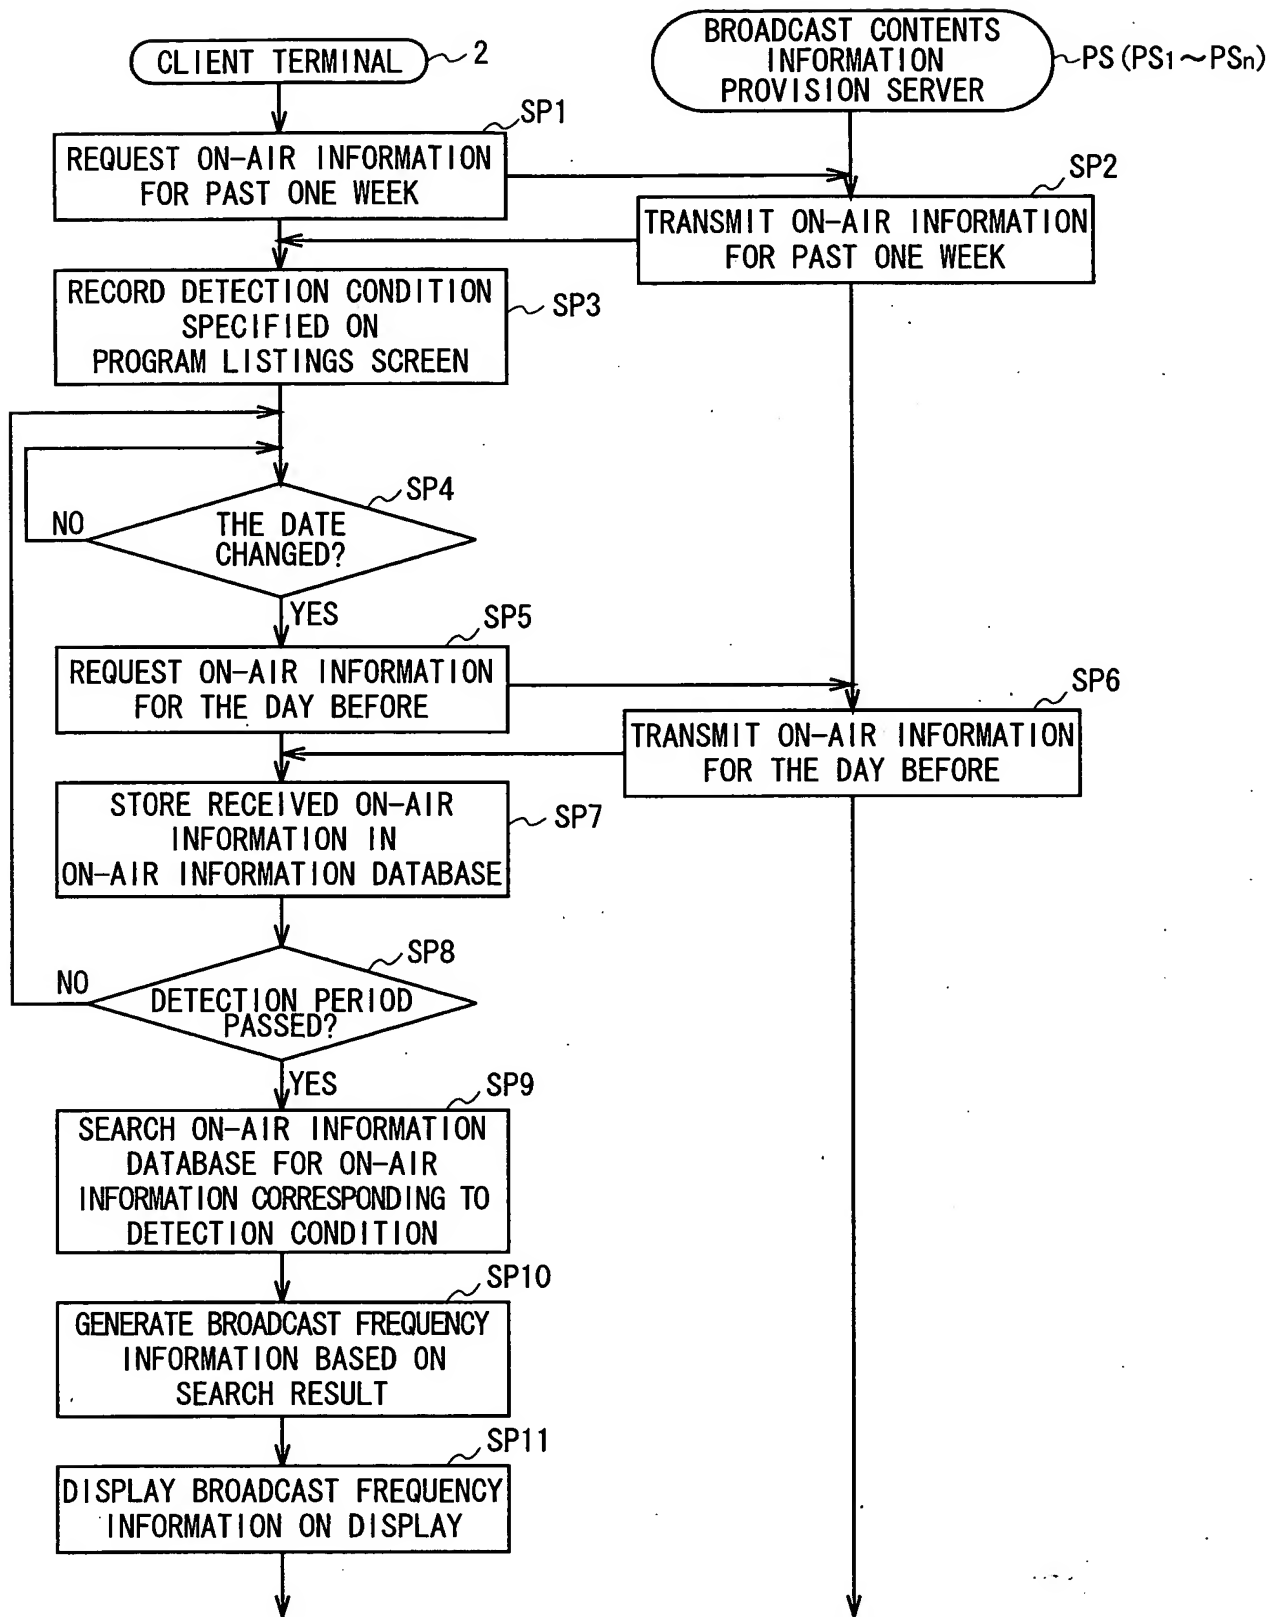 CLIENT TERMINAL
2
BROADCAST CONTENTS
INFORMATION
PROVISION SERVER
PS (PS1~PSn)
SP1
REQUEST ON-AIR INFORMATION
FOR PAST ONE WEEK
SP2
TRANSMIT ON-AIR INFORMATION
FOR PAST ONE WEEK
RECORD DETECTION CONDITION
SPECIFIED ON
PROGRAM LISTINGS SCREEN
SP3
SP4
NO
THE DATE
CHANGED?
YES
SP5
REQUEST ON-AIR INFORMATION
FOR THE DAY BEFORE
SP6
TRANSMIT ON-AIR INFORMATION
FOR THE DAY BEFORE
STORE RECEIVED ON-AIR
INFORMATION IN
ON-AIR INFORMATION DATABASE
SP7
SP8
NO
DETECTION PERIOD
PASSED?
YES
SP9
SEARCH ON-AIR INFORMATION
DATABASE FOR ON-AIR
INFORMATION CORRESPONDING TO
DETECTION CONDITION
SP10
GENERATE BROADCAST FREQUENCY
INFORMATION BASED ON
SEARCH RESULT
SP11
DISPLAY BROADCAST FREQUENCY
INFORMATION ON DISPLAY